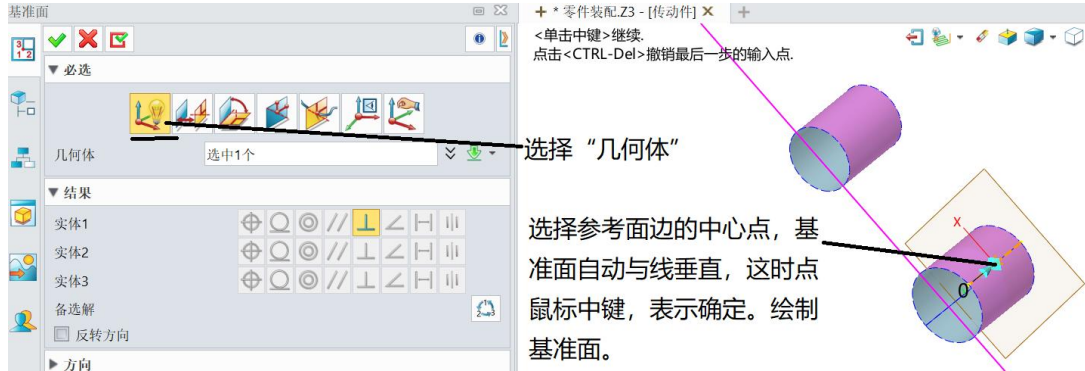 基准面
+ * 零件装配.Z3 - [传动件] × +
<单击中键>继续.
点击<CTRL-Del>撤销最后一步的输入点.
▼ 必选
几何体 选中1个
选择“几何体”
▼ 结果
实体1
实体2
实体3
备选解
反转方向
▶ 方向
选择参考面边的中心点，基
准面自动与线垂直，这时点
鼠标中键，表示确定。绘制
基准面。
X
0